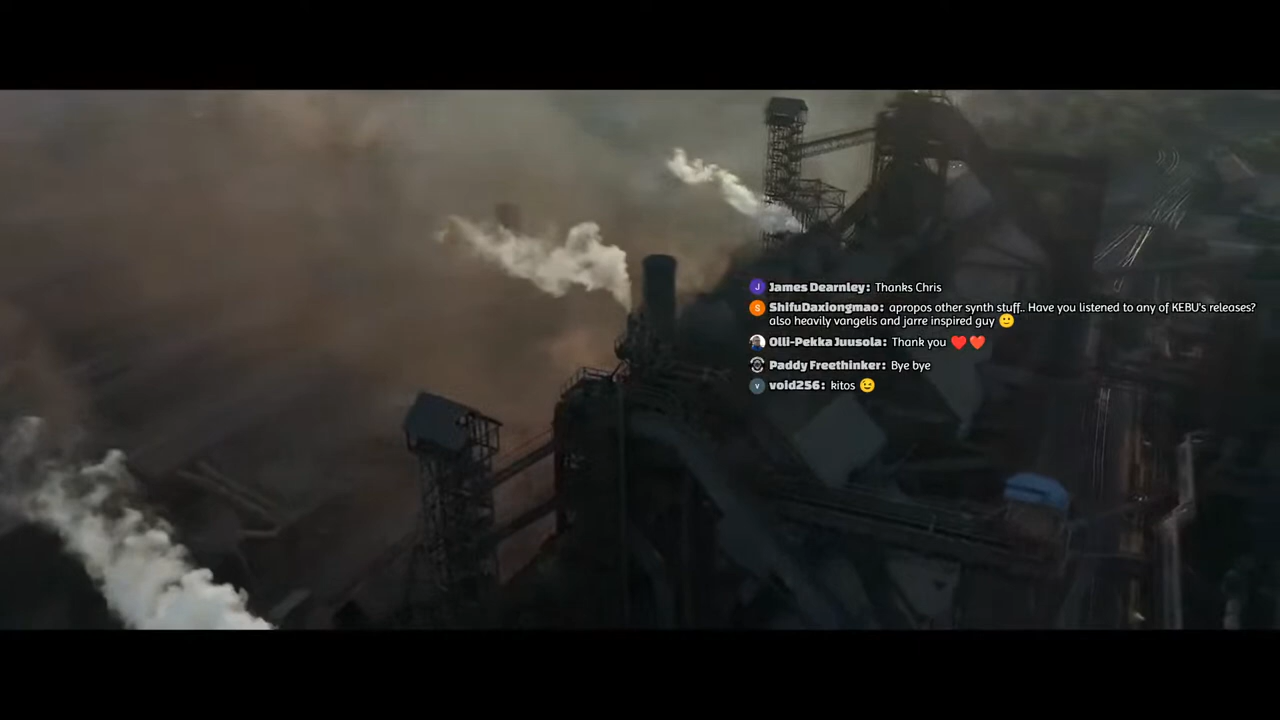 J James Dearnley: Thanks Chris
S ShifuDaxiongmao: apropos other synth stuff.. Have you listened to any of KEBU's releases?
also heavily vangelis and jarre inspired guy 🙂
Olli-Pekka Juusola: Thank you ❤️ ❤️
Paddy Freethinker: Bye bye
v void256: kitos 😉